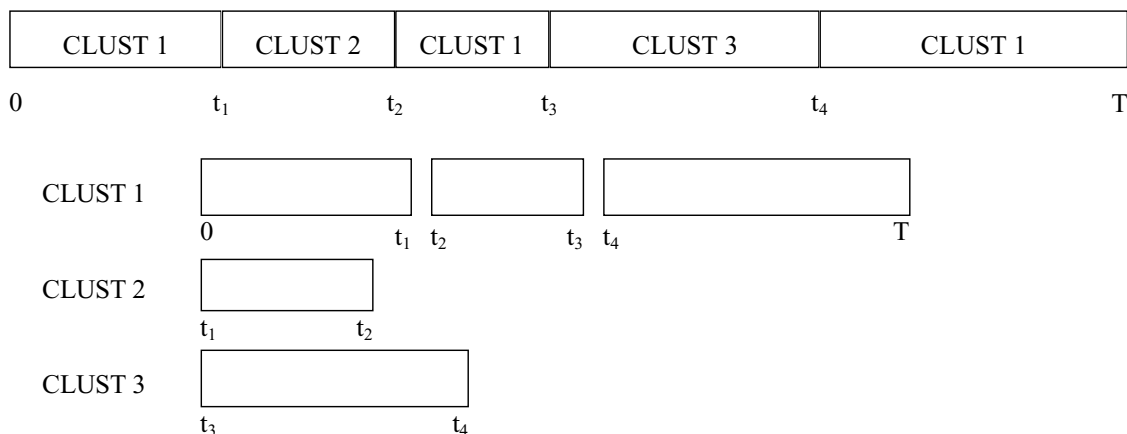 CLUST 1 CLUST 2 CLUST 1 CLUST 3 CLUST 1
0 t₁ t₂ t₃ t₄ T
CLUST 1
0 t₁ t₂ t₃ t₄ T
CLUST 2
t₁ t₂
CLUST 3
t₃ t₄